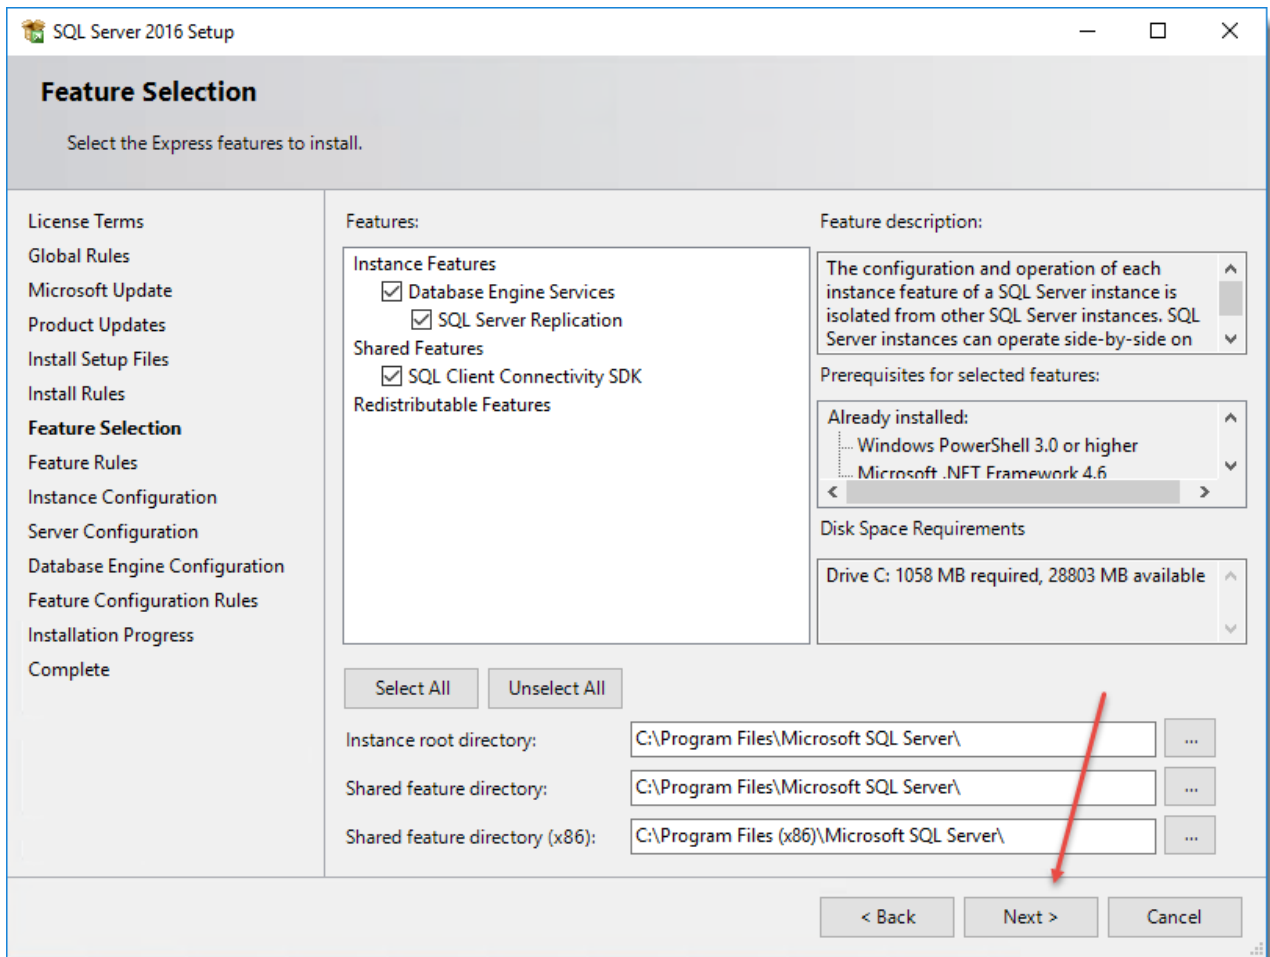 SQL Server 2016 Setup
Feature Selection
Select the Express features to install.
License Terms
Global Rules
Microsoft Update
Product Updates
Install Setup Files
Install Rules
Feature Selection
Feature Rules
Instance Configuration
Server Configuration
Database Engine Configuration
Feature Configuration Rules
Installation Progress
Complete
Features:
Instance Features
Database Engine Services
SQL Server Replication
Shared Features
SQL Client Connectivity SDK
Redistributable Features
Feature description:
The configuration and operation of each
instance feature of a SQL Server instance is
isolated from other SQL Server instances. SQL
Server instances can operate side-by-side on
Prerequisites for selected features:
Already installed:
Windows PowerShell 3.0 or higher
Microsoft .NET Framework 4.6
Disk Space Requirements
Drive C: 1058 MB required, 28803 MB available
Select All
Unselect All
Instance root directory:
C:\Program Files\Microsoft SQL Server\
...
Shared feature directory:
C:\Program Files\Microsoft SQL Server\
...
Shared feature directory (x86):
C:\Program Files (x86)\Microsoft SQL Server\
...
< Back
Next >
Cancel